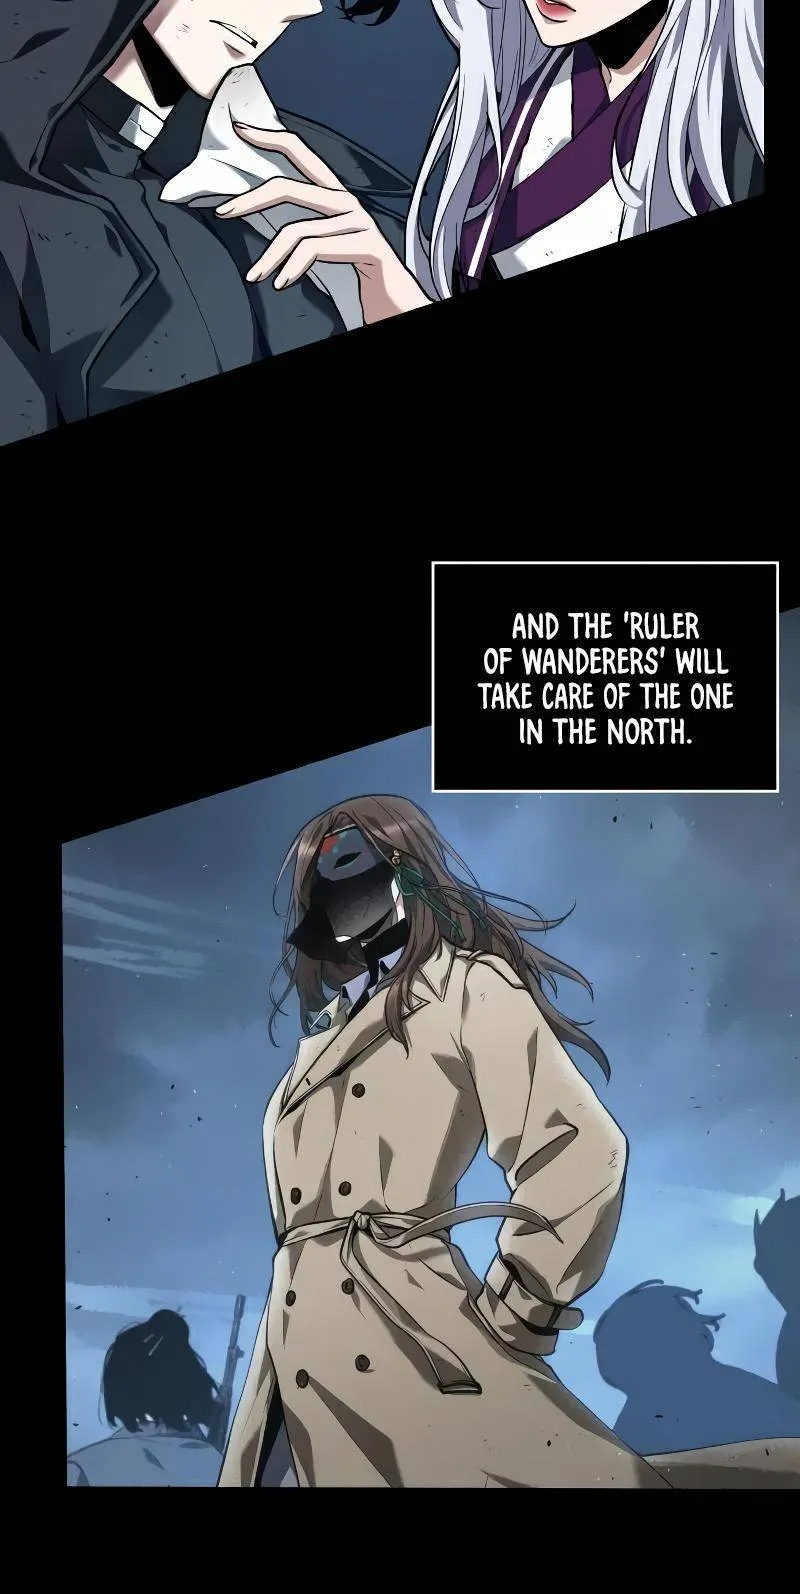 AND THE 'RULER
OF WANDERERS' WILL
TAKE CARE OF THE ONE
IN THE NORTH.